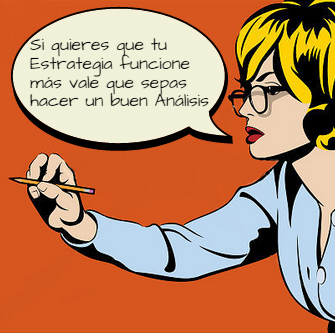 Si quieres que tu
Estrategia funcione
más vale que sepas
hacer un buen Análisis